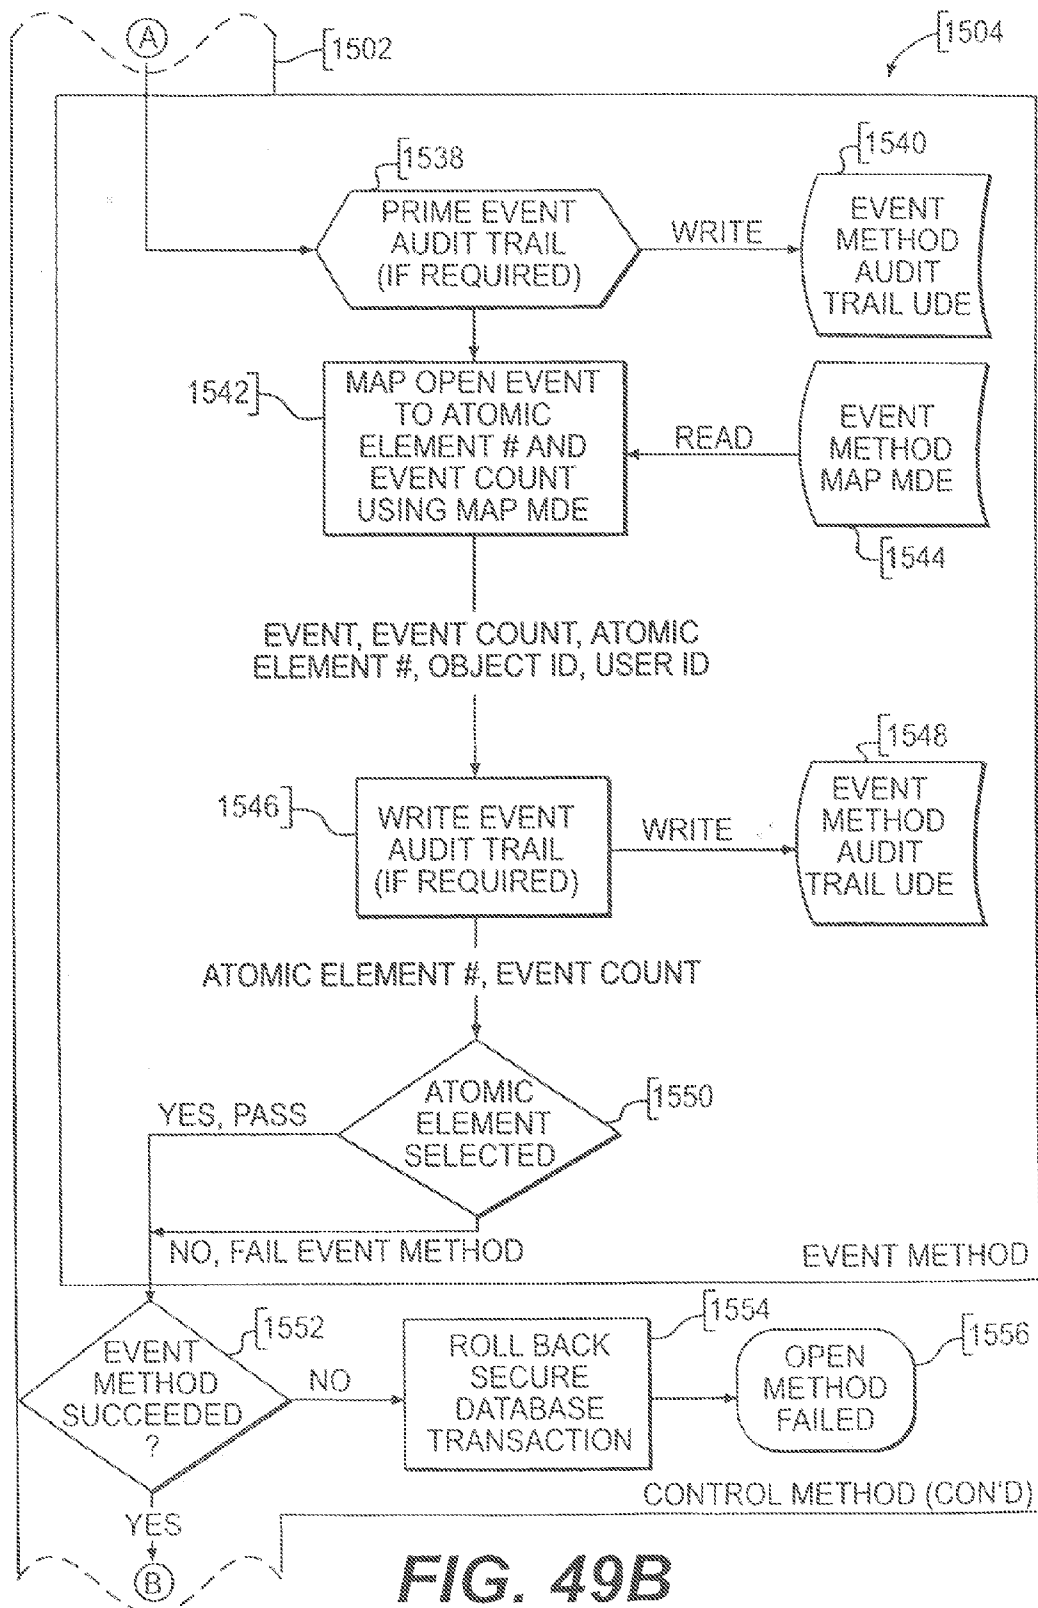 A
1502
1504
1538
PRIME EVENT
AUDIT TRAIL
(IF REQUIRED)
WRITE
1540
EVENT
METHOD
AUDIT
TRAIL UDE
1542
MAP OPEN EVENT
TO ATOMIC
ELEMENT # AND
EVENT COUNT
USING MAP MDE
READ
EVENT
METHOD
MAP MDE
1544
EVENT, EVENT COUNT, ATOMIC
ELEMENT #, OBJECT ID, USER ID
1546
WRITE EVENT
AUDIT TRAIL
(IF REQUIRED)
WRITE
1548
EVENT
METHOD
AUDIT
TRAIL UDE
ATOMIC ELEMENT #, EVENT COUNT
1550
ATOMIC
ELEMENT
SELECTED
YES, PASS
NO, FAIL EVENT METHOD
EVENT METHOD
1552
EVENT
METHOD
SUCCEEDED
?
NO
1554
ROLL BACK
SECURE
DATABASE
TRANSACTION
1556
OPEN
METHOD
FAILED
CONTROL METHOD (CON'D)
YES
B
FIG. 49B